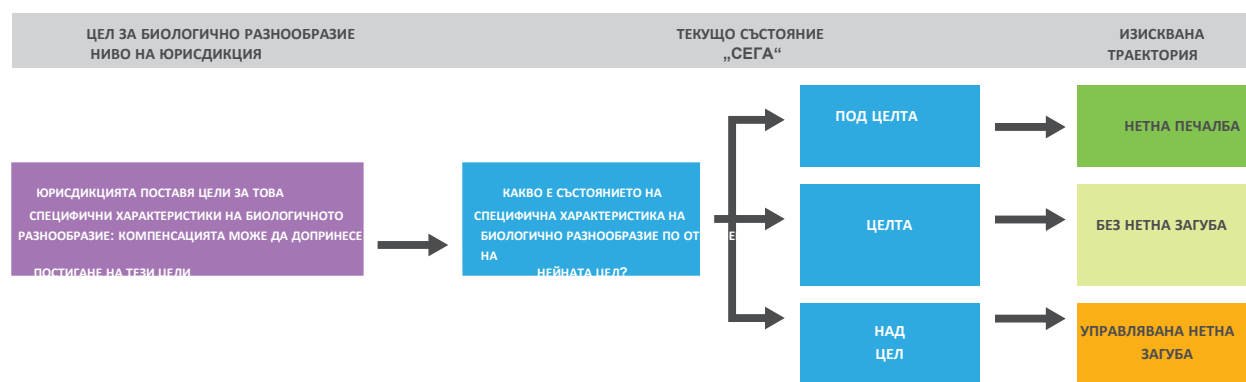 ЦЕЛ ЗА БИОЛОГИЧНО РАЗНООБРАЗИЕ
НИВО НА ЮРИСДИКЦИЯ
ТЕКУЩО СЪСТОЯНИЕ
„СЕГА“
ИЗИСКВАНА
ТРАЕКТОРИЯ
ЮРИСДИКЦИЯТА ПОСТАВЯ ЦЕЛИ ЗА ТОВА
СПЕЦИФИЧНИ ХАРАКТЕРИСТИКИ НА БИОЛОГИЧНОТО
РАЗНООБРАЗИЕ: КОМПЕНСАЦИЯТА МОЖЕ ДА ДОПРИНЕСЕ
ПОСТИГАНЕ НА ТЕЗИ ЦЕЛИ
КАКВО Е СЪСТОЯНИЕТО НА
СПЕЦИФИЧНА ХАРАКТЕРИСТИКА НА
БИОЛОГИЧНО РАЗНООБРАЗИЕ ПО
НА
НЕЙНАТА ЦЕЛ?
ПОД ЦЕЛТА
НЕТНА ПЕЧАЛБА
ЦЕЛТА
БЕЗ НЕТНА ЗАГУБА
НАД
ЦЕЛ
УПРАВЛЯВАНА НЕТНА
ЗАГУБА